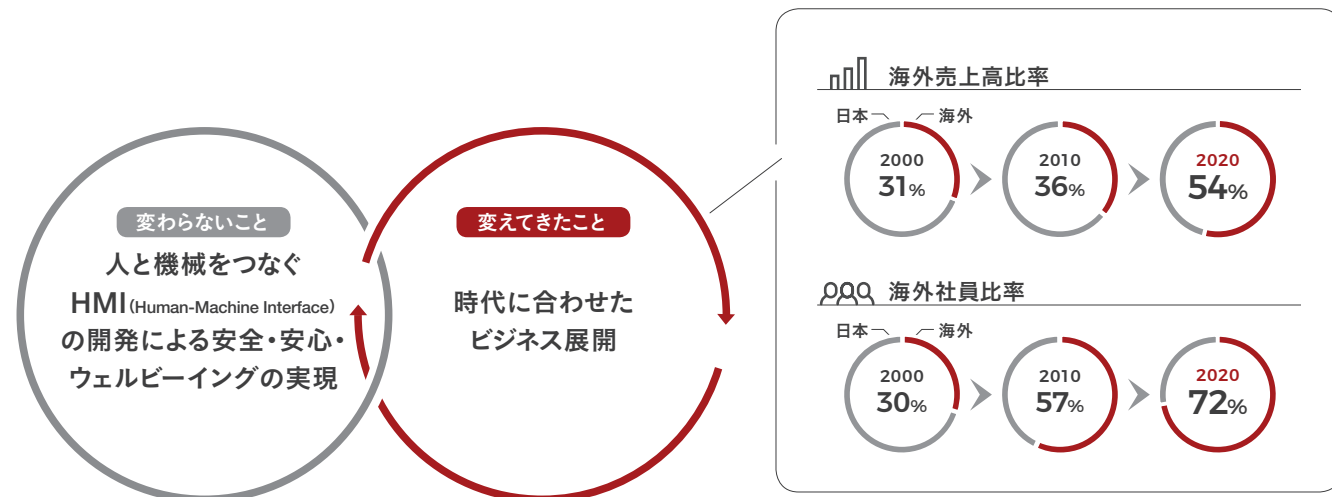 変わらないこと
人と機械をつなぐ
HMI(Human-Machine Interface)
の開発による安全・安心・
ウェルビーイングの実現
変えてきたこと
時代に合わせた
ビジネス展開
海外売上高比率
日本 海外
2000
31%
2010
36%
2020
54%
海外社員比率
日本 海外
2000
30%
2010
57%
2020
72%